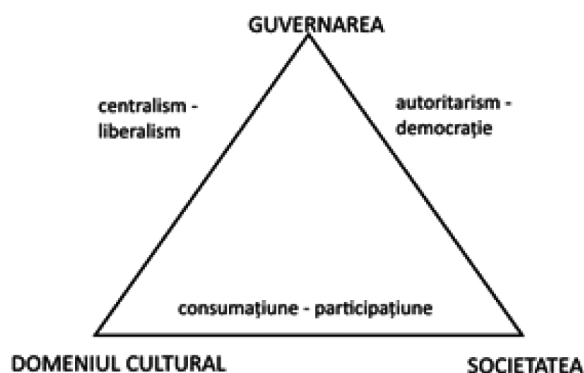 GUVERNAREA
centralism -
liberalism
autoritarism -
democrație
consumațiune - participațiune
DOMENIUL CULTURAL
SOCIETATEA